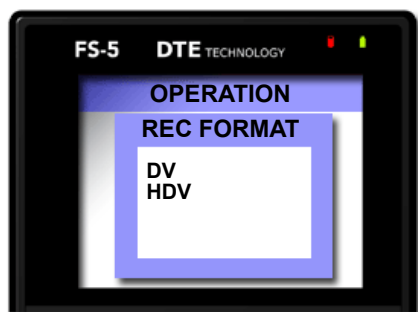 FS-5 DTE TECHNOLOGY
OPERATION
REC FORMAT
DV
HDV